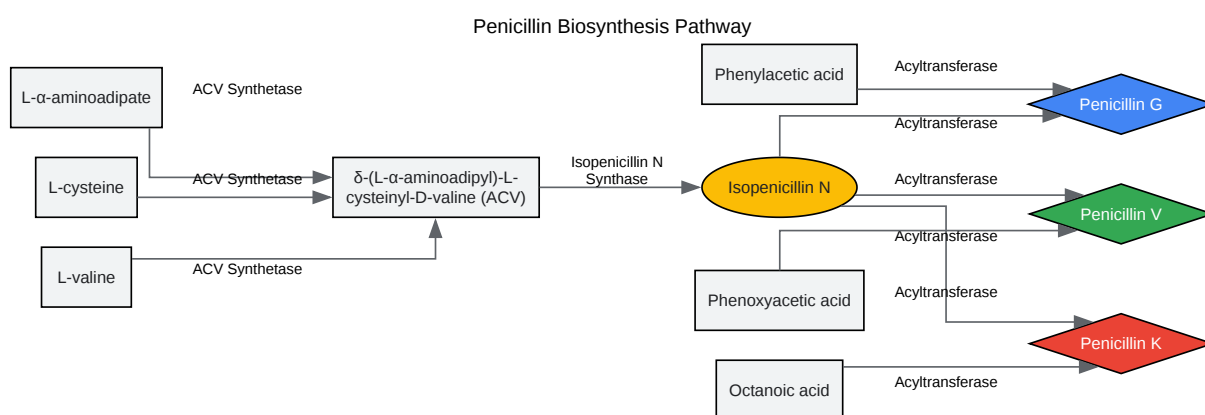 Penicillin Biosynthesis Pathway
L-α-aminoadipate
ACV Synthetase
L-cysteine
ACV Synthetase
L-valine
ACV Synthetase
δ-(L-α-aminoadipyl)-L-
cysteinyl-D-valine (ACV)
Isopenicillin N
Synthase
Phenylacetic acid
Acyltransferase
Penicillin G
Acyltransferase
Isopenicillin N
Acyltransferase
Penicillin V
Acyltransferase
Phenoxyacetic acid
Acyltransferase
Penicillin K
Octanoic acid
Acyltransferase